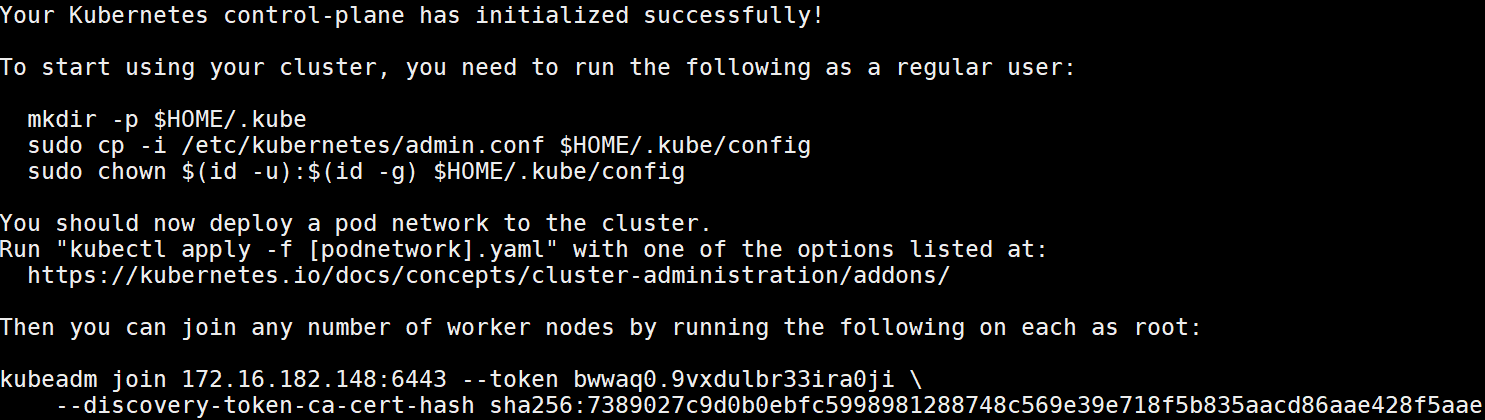 Your Kubernetes control-plane has initialized successfully!
To start using your cluster, you need to run the following as a regular user:
mkdir -p $HOME/.kube
sudo cp -i /etc/kubernetes/admin.conf $HOME/.kube/config
sudo chown $(id -u):$(id -g) $HOME/.kube/config
You should now deploy a pod network to the cluster.
Run "kubectl apply -f [podnetwork].yaml" with one of the options listed at:
https://kubernetes.io/docs/concepts/cluster-administration/addons/
Then you can join any number of worker nodes by running the following on each as root:
kubeadm join 172.16.182.148:6443 --token bwwaq0.9vxdulbr33ira0ji \
--discovery-token-ca-cert-hash sha256:7389027c9d0b0ebfc5998981288748c569e39e718f5b835aacd86aae428f5aae